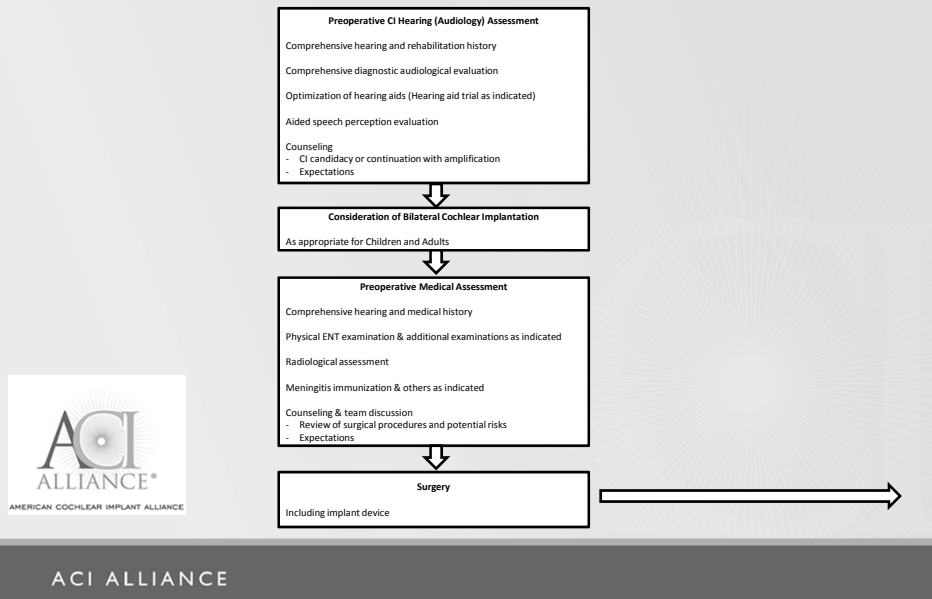 Preoperative CI Hearing (Audiology) Assessment
Comprehensive hearing and rehabilitation history
Comprehensive diagnostic audiological evaluation
Optimization of hearing aids (Hearing aid trial as indicated)
Aided speech perception evaluation
Counseling
- CI candidacy or continuation with amplification
- Expectations
Consideration of Bilateral Cochlear Implantation
As appropriate for Children and Adults
Preoperative Medical Assessment
Comprehensive hearing and medical history
Physical ENT examination & additional examinations as indicated
Radiological assessment
Meningitis immunization & others as indicated
Counseling & team discussion
- Review of surgical procedures and potential risks
- Expectations
Surgery
Including implant device
ACI
ALLIANCE®
AMERICAN COCHLEAR IMPLANT ALLIANCE
ACI ALLIANCE